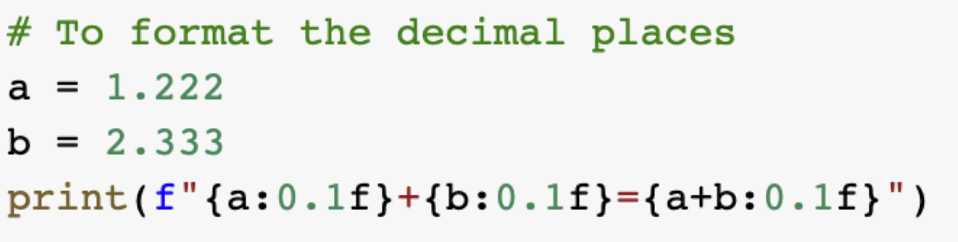 # To format the decimal places
a = 1.222
b = 2.333
print(f"{a:0.1f}+{b:0.1f}={a+b:0.1f}")